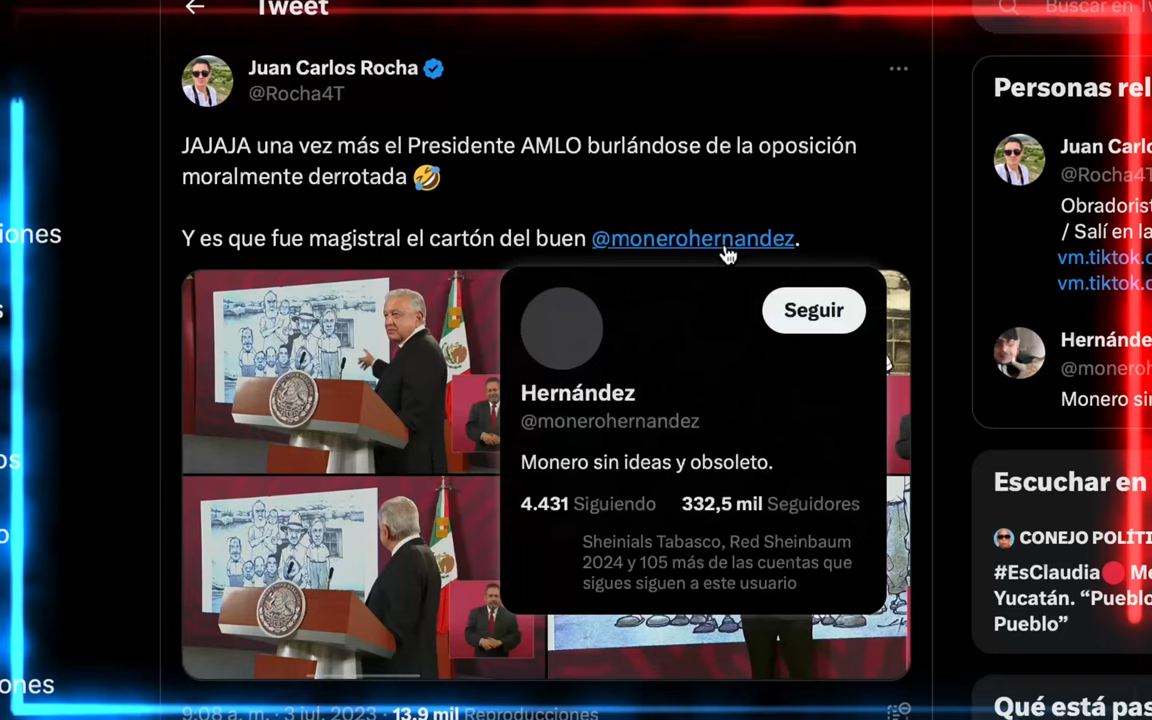 Tweet
Buscar en Tw
Juan Carlos Rocha
@Rocha4T
JAJAJA una vez más el Presidente AMLO burlándose de la oposición
moralmente derrotada 🤣
Y es que fue magistral el cartón del buen @monerohernandez.
Seguir
Hernández
@monerohernandez
Monero sin ideas y obsoleto.
4.431 Siguiendo 332,5 mil Seguidores
Sheinials Tabasco, Red Sheinbaum
2024 y 105 más de las cuentas que
sigues siguen a este usuario
9:08 a. m. · 3 jul. 2023 · 13,9 mil Reproducciones
iones
s
os
o
ones
Personas rel
Juan Carlo
@Rocha4T
Obradorist
/ Salí en la
vm.tiktok.c
vm.tiktok.c
Hernánde
@moneroh
Monero sin
Escuchar en
CONEJO POLÍTI
#EsClaudia🔴 Me
Yucatán. “Pueblo
Pueblo”
Qué está pas